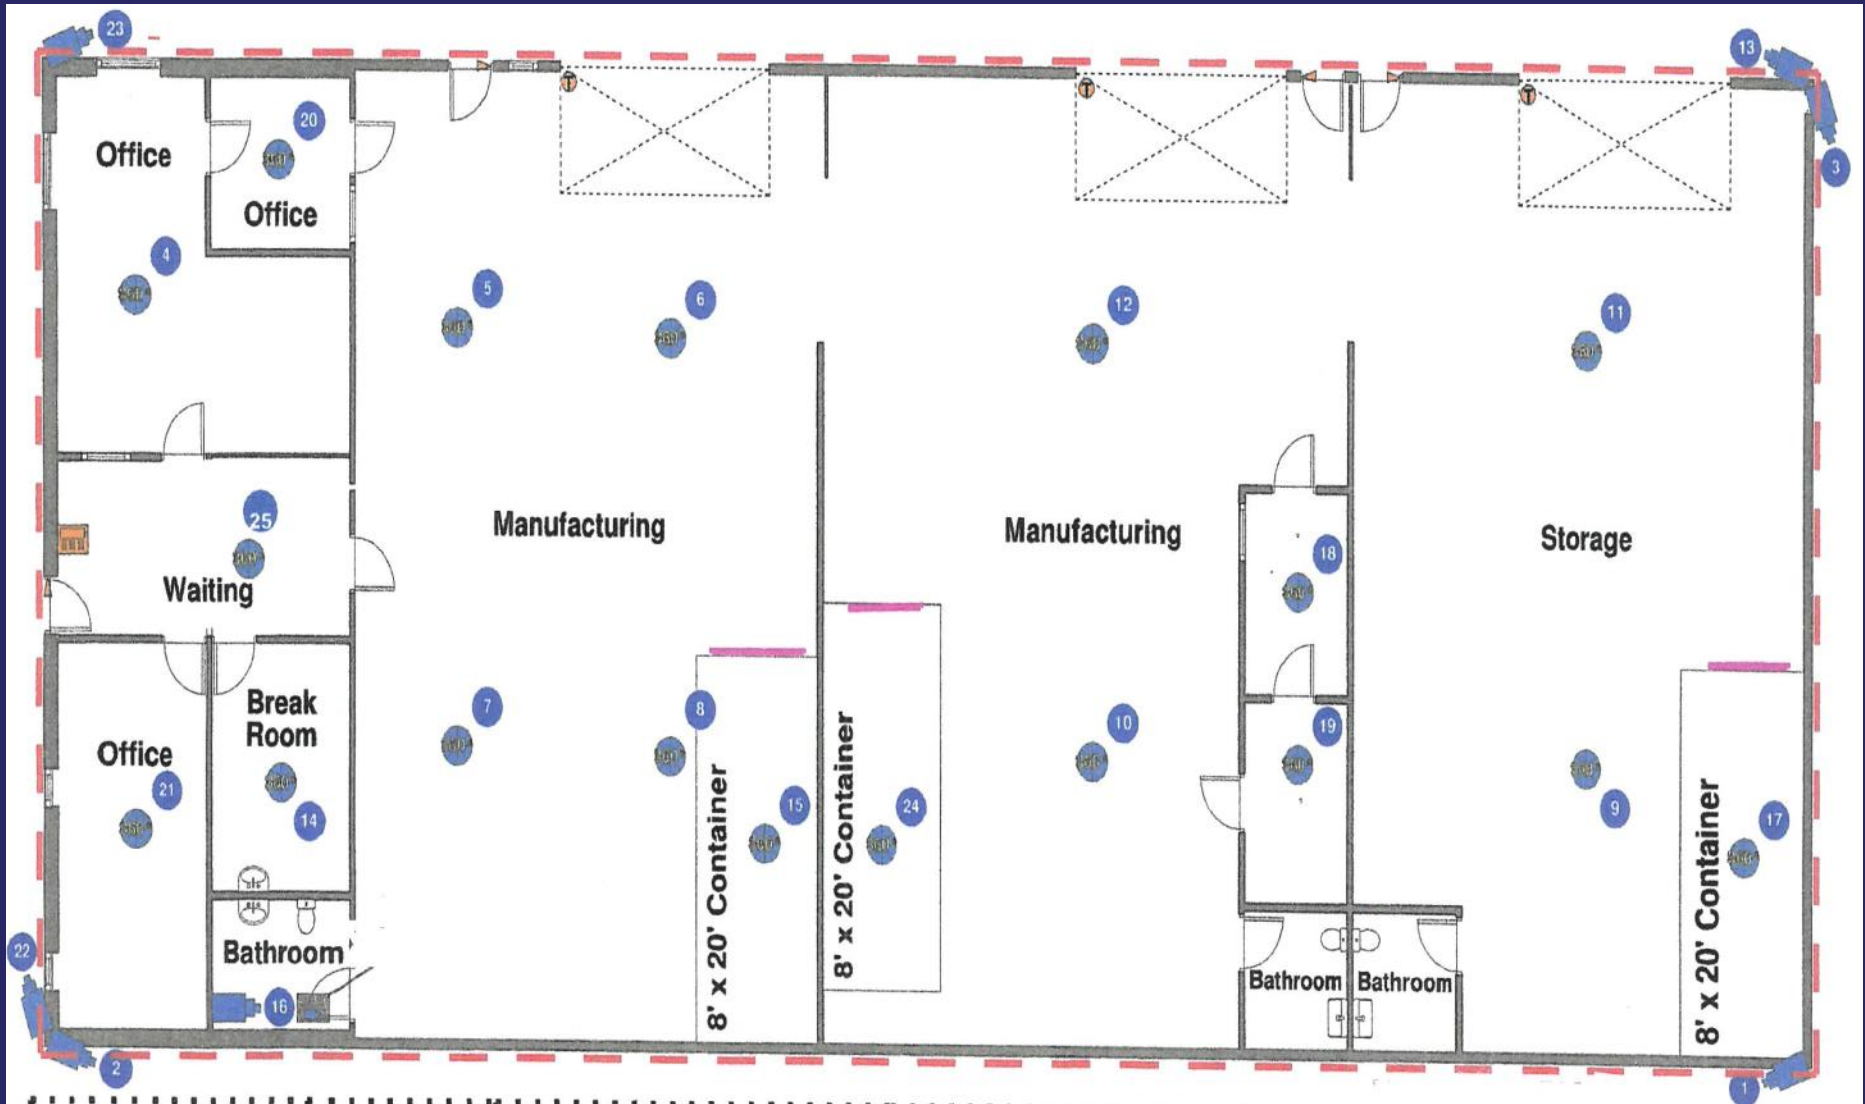 23
13
20
Office
3
Office
4
5
6
12
11
25
Manufacturing
Manufacturing
Storage
18
Waiting
Break
Room
7
8
10
19
Office
21
14
15
24
9
17
8' x 20' Container
8' x 20' Container
8' x 20' Container
22
Bathroom
16
Bathroom
Bathroom
2
1